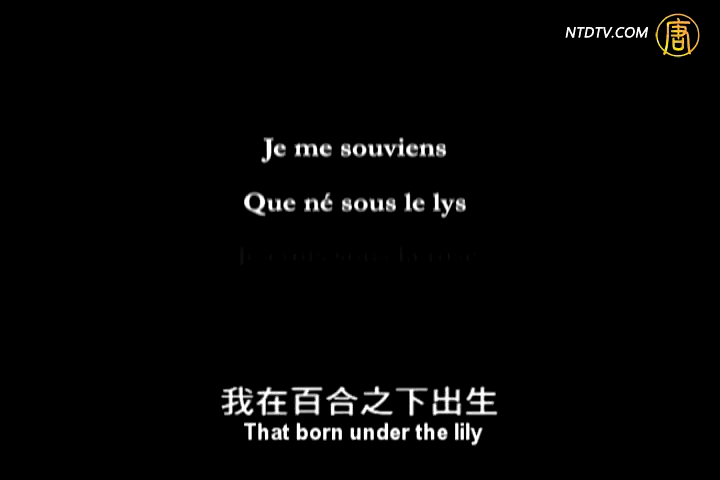 NTDTV.COM 唐
Je me souviens
Que né sous le lys
我在百合之下出生
That born under the lily